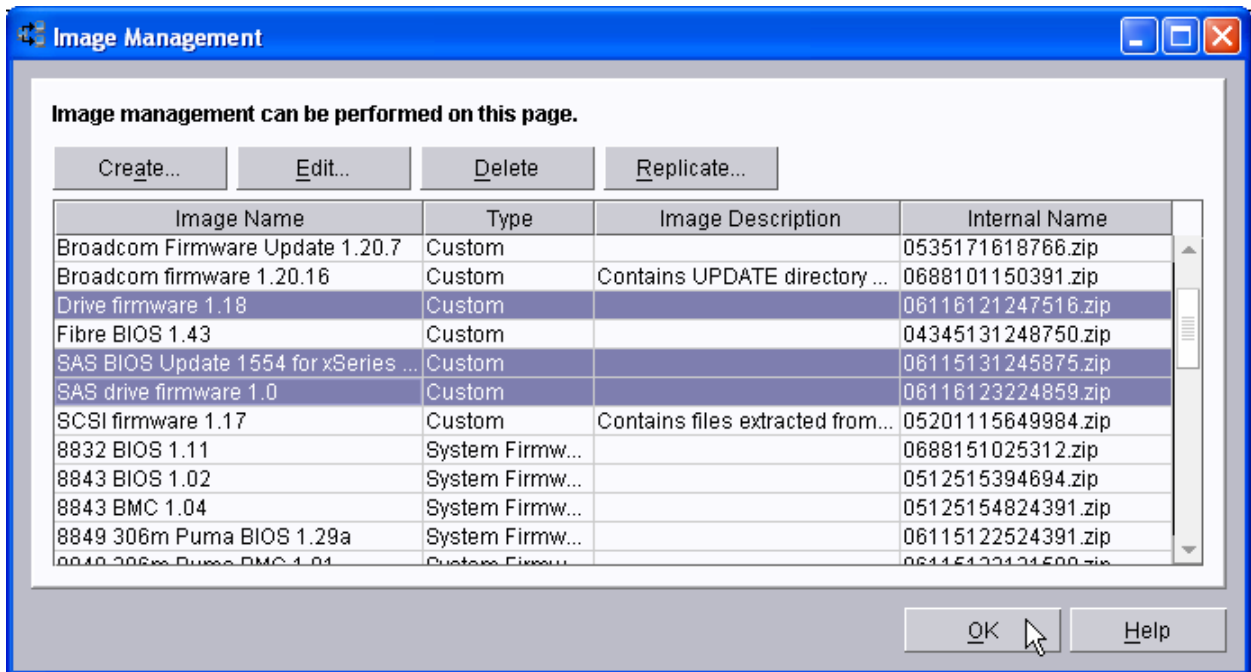 Image Management
Image management can be performed on this page.
Create... Edit... Delete Replicate...
Image Name Type Image Description Internal Name
Broadcom Firmware Update 1.20.7 Custom 0535171618766.zip
Broadcom firmware 1.20.16 Custom Contains UPDATE directory ... 0688101150391.zip
Drive firmware 1.18 Custom 06116121247516.zip
Fibre BIOS 1.43 Custom 04345131248750.zip
SAS BIOS Update 1554 for xSeries ... Custom 06115131245875.zip
SAS drive firmware 1.0 Custom 06116123224859.zip
SCSI firmware 1.17 Custom Contains files extracted from... 05201115649984.zip
8832 BIOS 1.11 System Firmw... 0688151025312.zip
8843 BIOS 1.02 System Firmw... 0512515394694.zip
8843 BMC 1.04 System Firmw... 05125154824391.zip
8849 306m Puma BIOS 1.29a System Firmw... 06115122524391.zip
OK Help